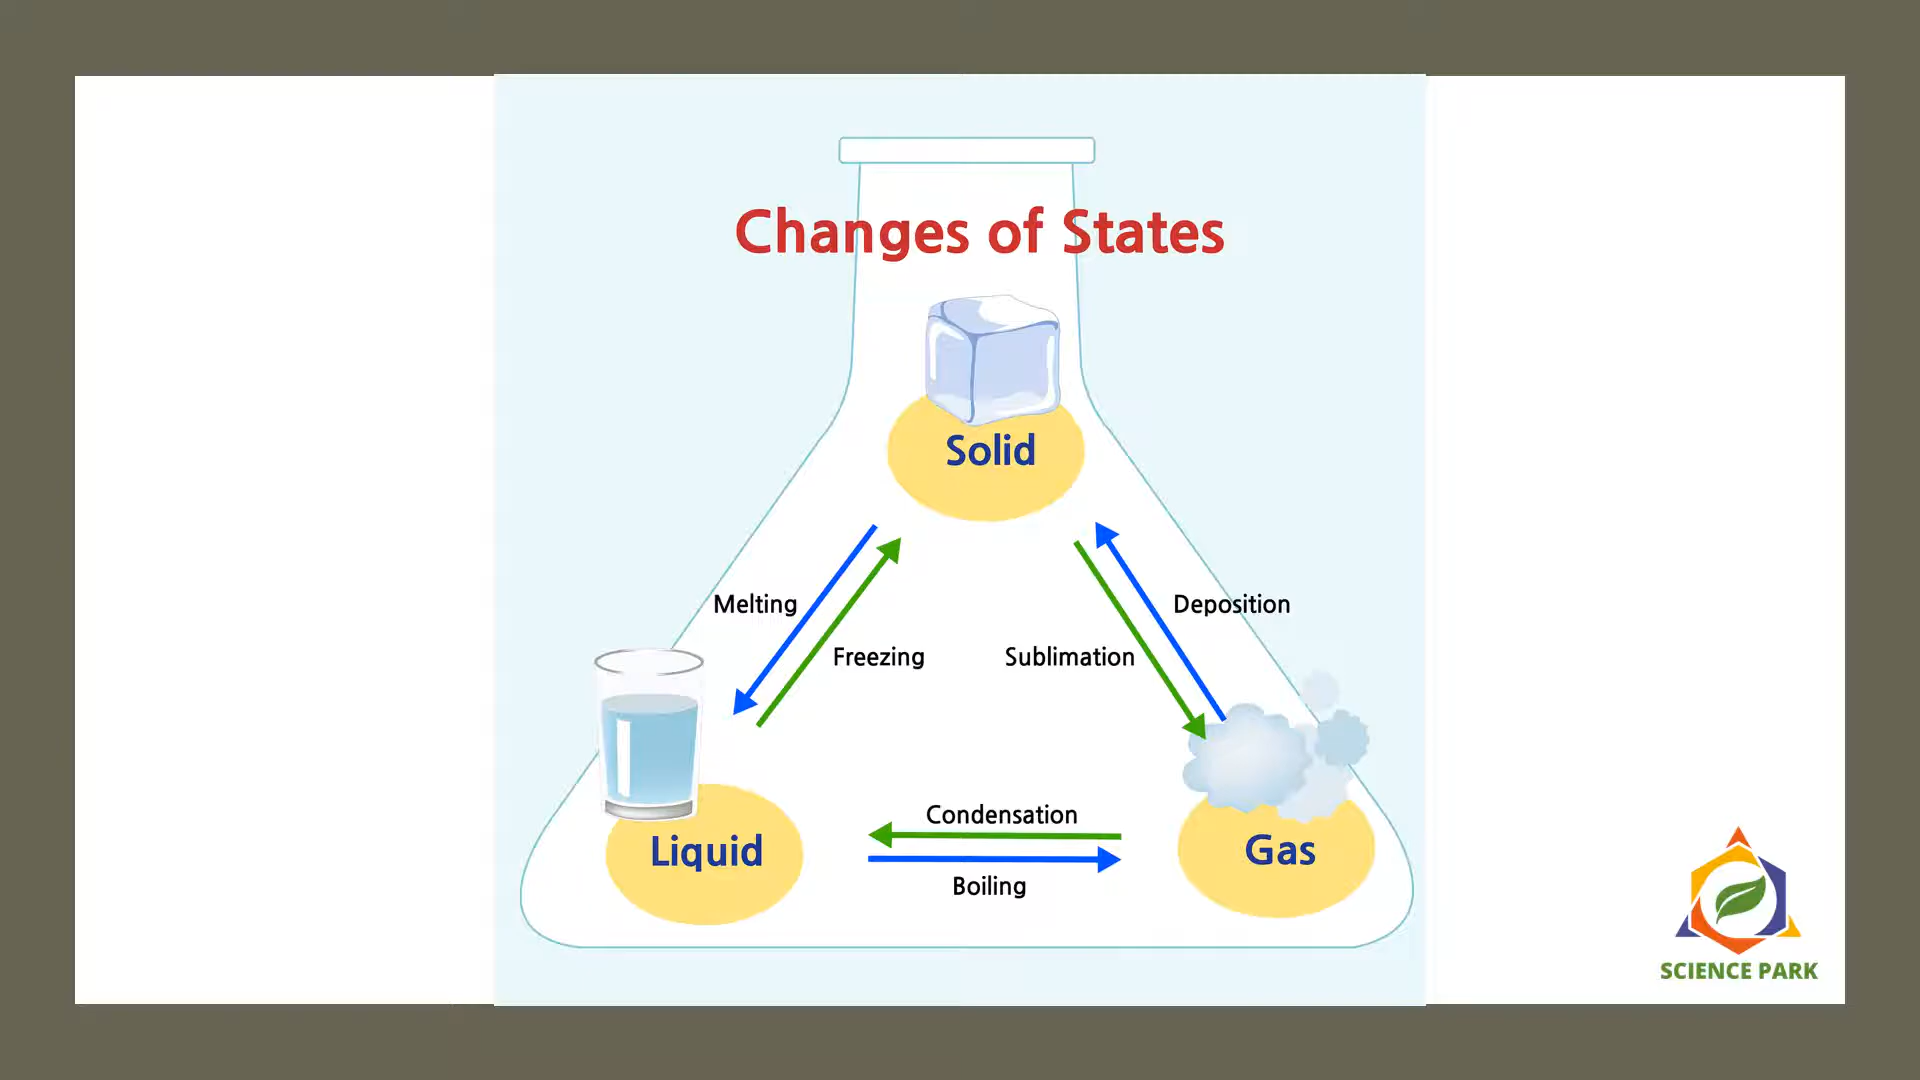 Changes of States
Solid
Melting
Deposition
Freezing
Sublimation
Condensation
Liquid
Gas
Boiling
SCIENCE PARK